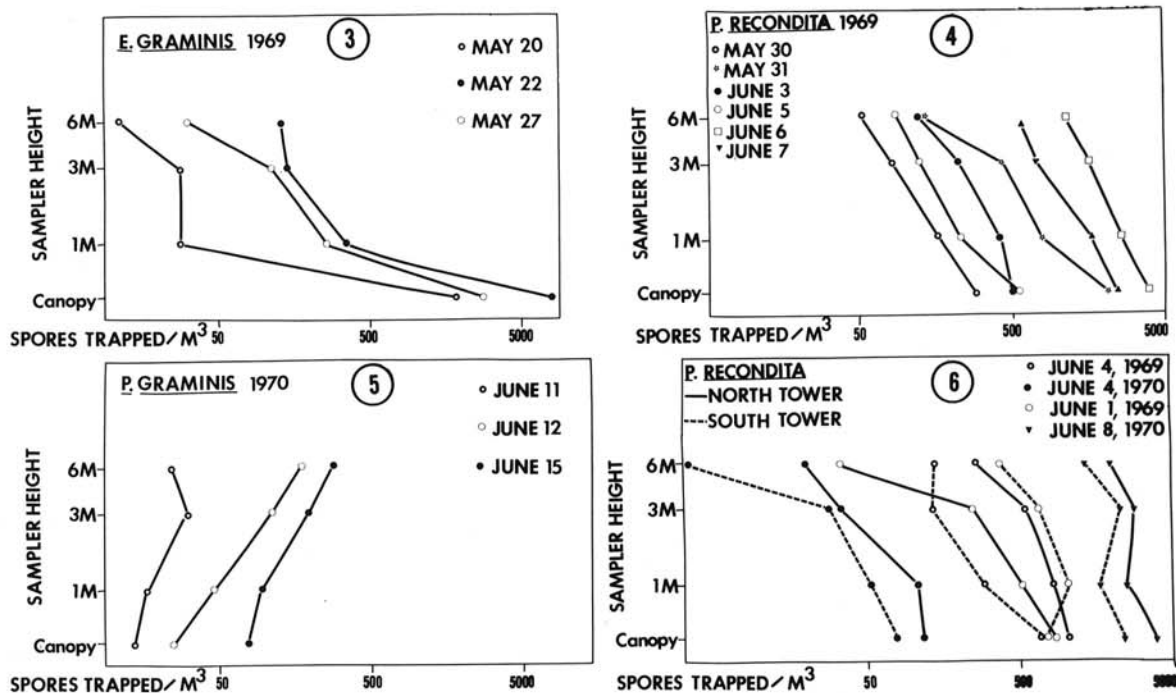 E. GRAMINIS 1969
3
MAY 20
MAY 22
MAY 27
SAMPLER HEIGHT
6M
3M
1M
Canopy
50
500
5000
SPORES TRAPPED/M3
P. RECONDITA 1969
4
MAY 30
MAY 31
JUNE 3
JUNE 5
JUNE 6
JUNE 7
SAMPLER HEIGHT
6M
3M
1M
Canopy
50
500
5000
SPORES TRAPPED/M3
P. GRAMINIS 1970
5
JUNE 11
JUNE 12
JUNE 15
SAMPLER HEIGHT
6M
3M
1M
Canopy
50
500
5000
SPORES TRAPPED/M3
P. RECONDITA
NORTH TOWER
SOUTH TOWER
6
JUNE 4, 1969
JUNE 4, 1970
JUNE 1, 1969
JUNE 8, 1970
SAMPLER HEIGHT
6M
3M
1M
Canopy
50
500
SPORES TRAPPED/M3